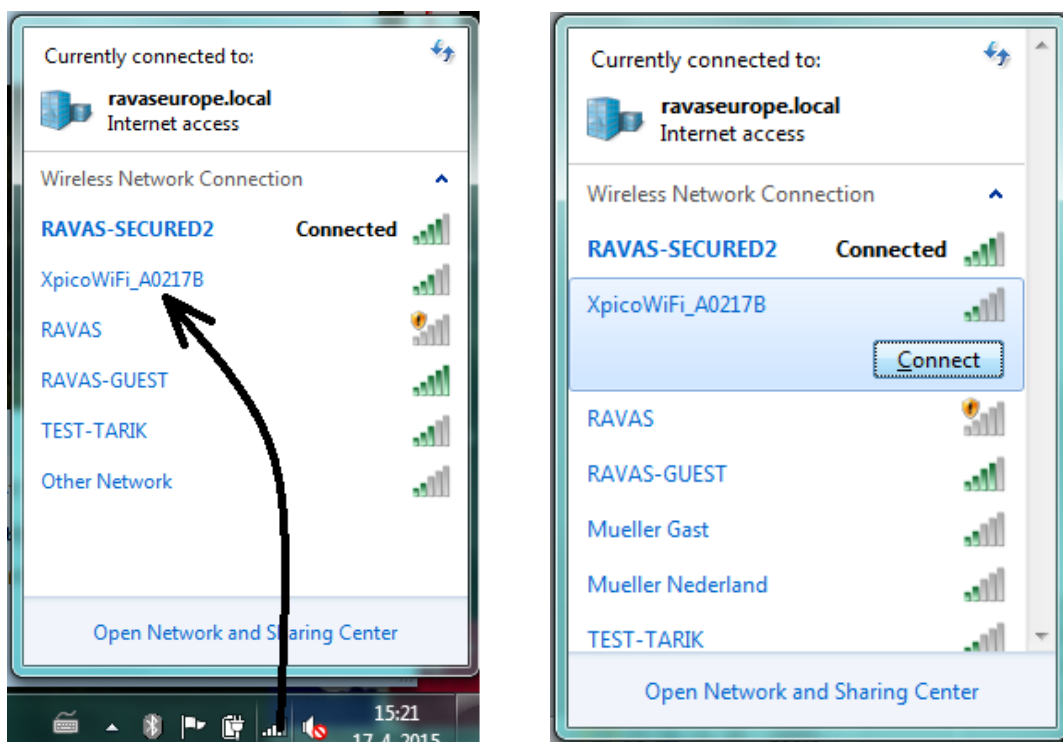 Currently connected to:
ravaseurope.local
Internet access
Wireless Network Connection
RAVAS-SECURED2 Connected
XpicoWiFi_A0217B
RAVAS
RAVAS-GUEST
TEST-TARIK
Other Network
Open Network and Sharing Center
15:21
17. 4. 2015
Currently connected to:
ravaseurope.local
Internet access
Wireless Network Connection
RAVAS-SECURED2 Connected
XpicoWiFi_A0217B
Connect
RAVAS
RAVAS-GUEST
Mueller Gast
Mueller Nederland
TEST-TARIK
Open Network and Sharing Center